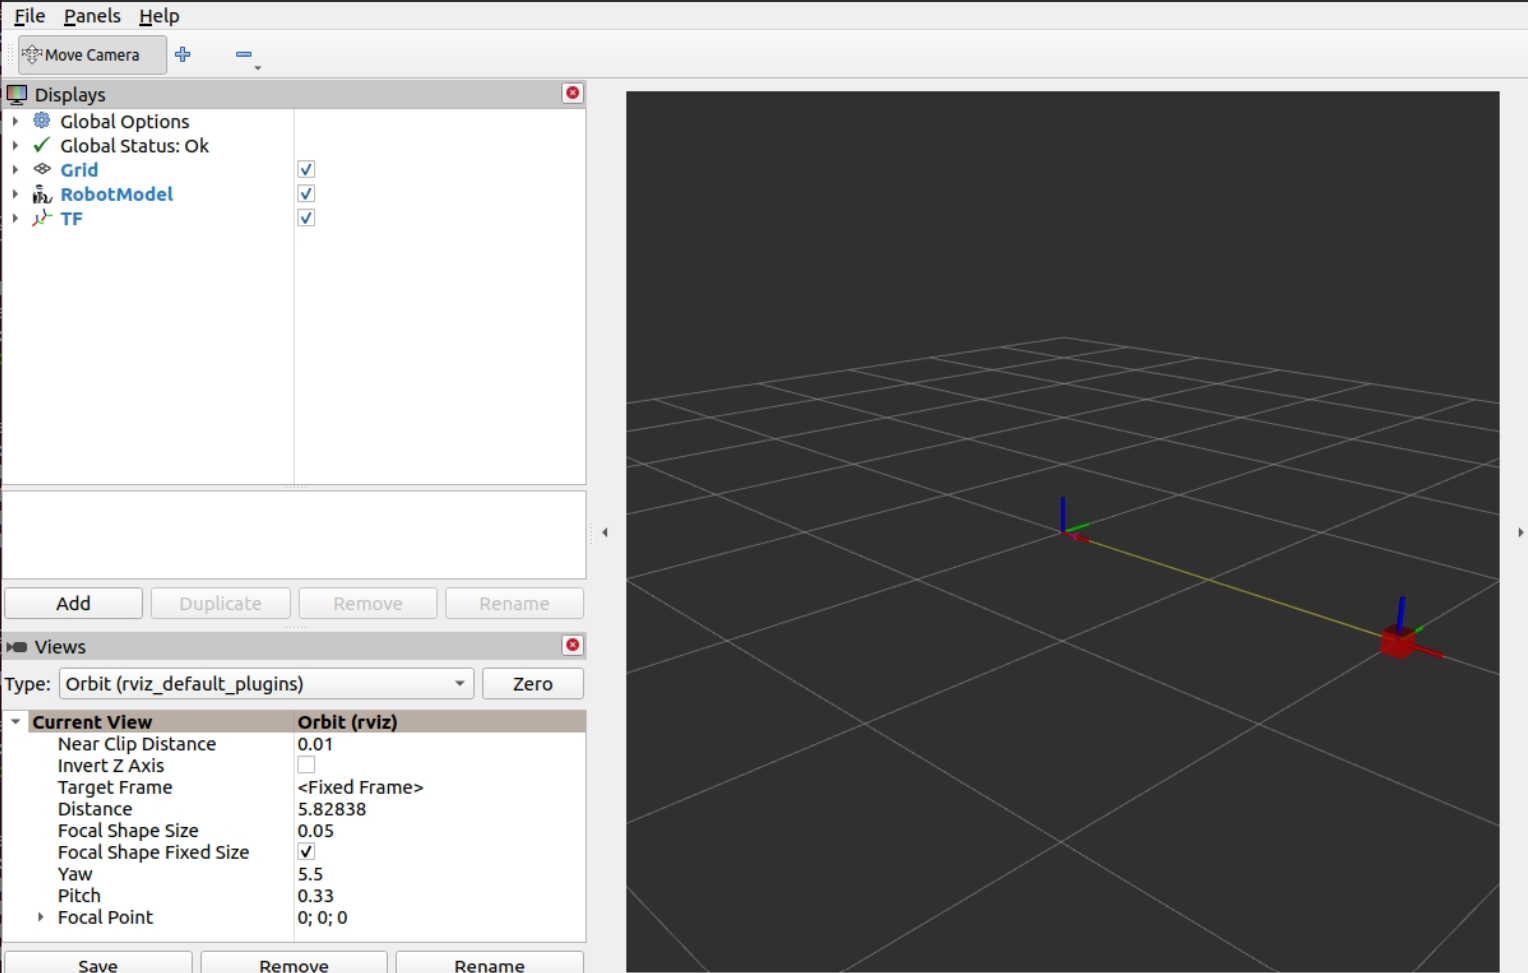 File Panels Help
Move Camera
Displays
Global Options
Global Status: Ok
Grid
RobotModel
TF
Add Duplicate Remove Rename
Views
Type: Orbit (rviz_default_plugins) Zero
Current View Orbit (rviz)
Near Clip Distance 0.01
Invert Z Axis
Target Frame <Fixed Frame>
Distance 5.82838
Focal Shape Size 0.05
Focal Shape Fixed Size
Yaw 5.5
Pitch 0.33
Focal Point 0; 0; 0
Save Remove Rename